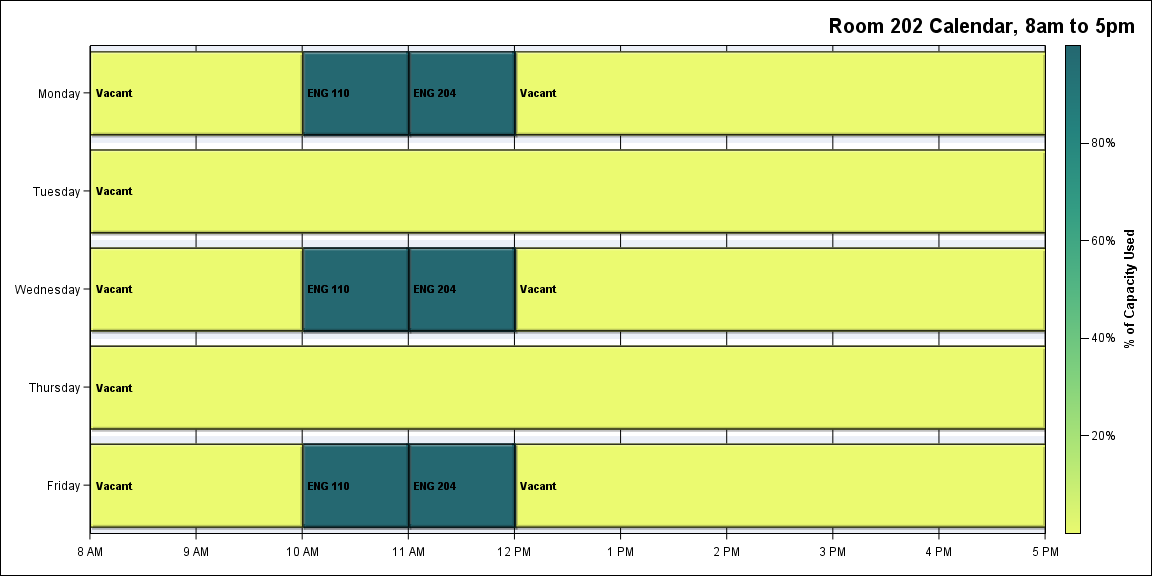 Room 202 Calendar, 8am to 5pm
Monday
Vacant
ENG 110
ENG 204
Vacant
Tuesday
Vacant
Wednesday
Vacant
ENG 110
ENG 204
Vacant
Thursday
Vacant
Friday
Vacant
ENG 110
ENG 204
Vacant
8 AM
9 AM
10 AM
11 AM
12 PM
1 PM
2 PM
3 PM
4 PM
5 PM
80%
60%
40%
20%
% of Capacity Used